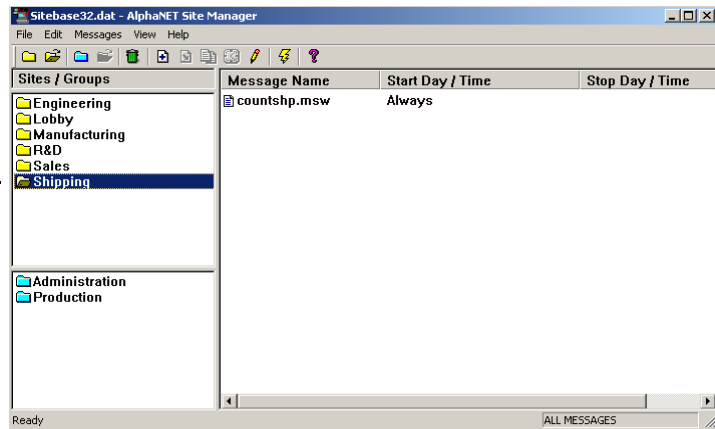 Sitebase32.dat - AlphaNET Site Manager
File Edit Messages View Help
Sites / Groups
Message Name Start Day / Time Stop Day / Time
Engineering
Lobby
Manufacturing
R&D
Sales
Shipping
countshp.msw Always
Administration
Production
Ready ALL MESSAGES